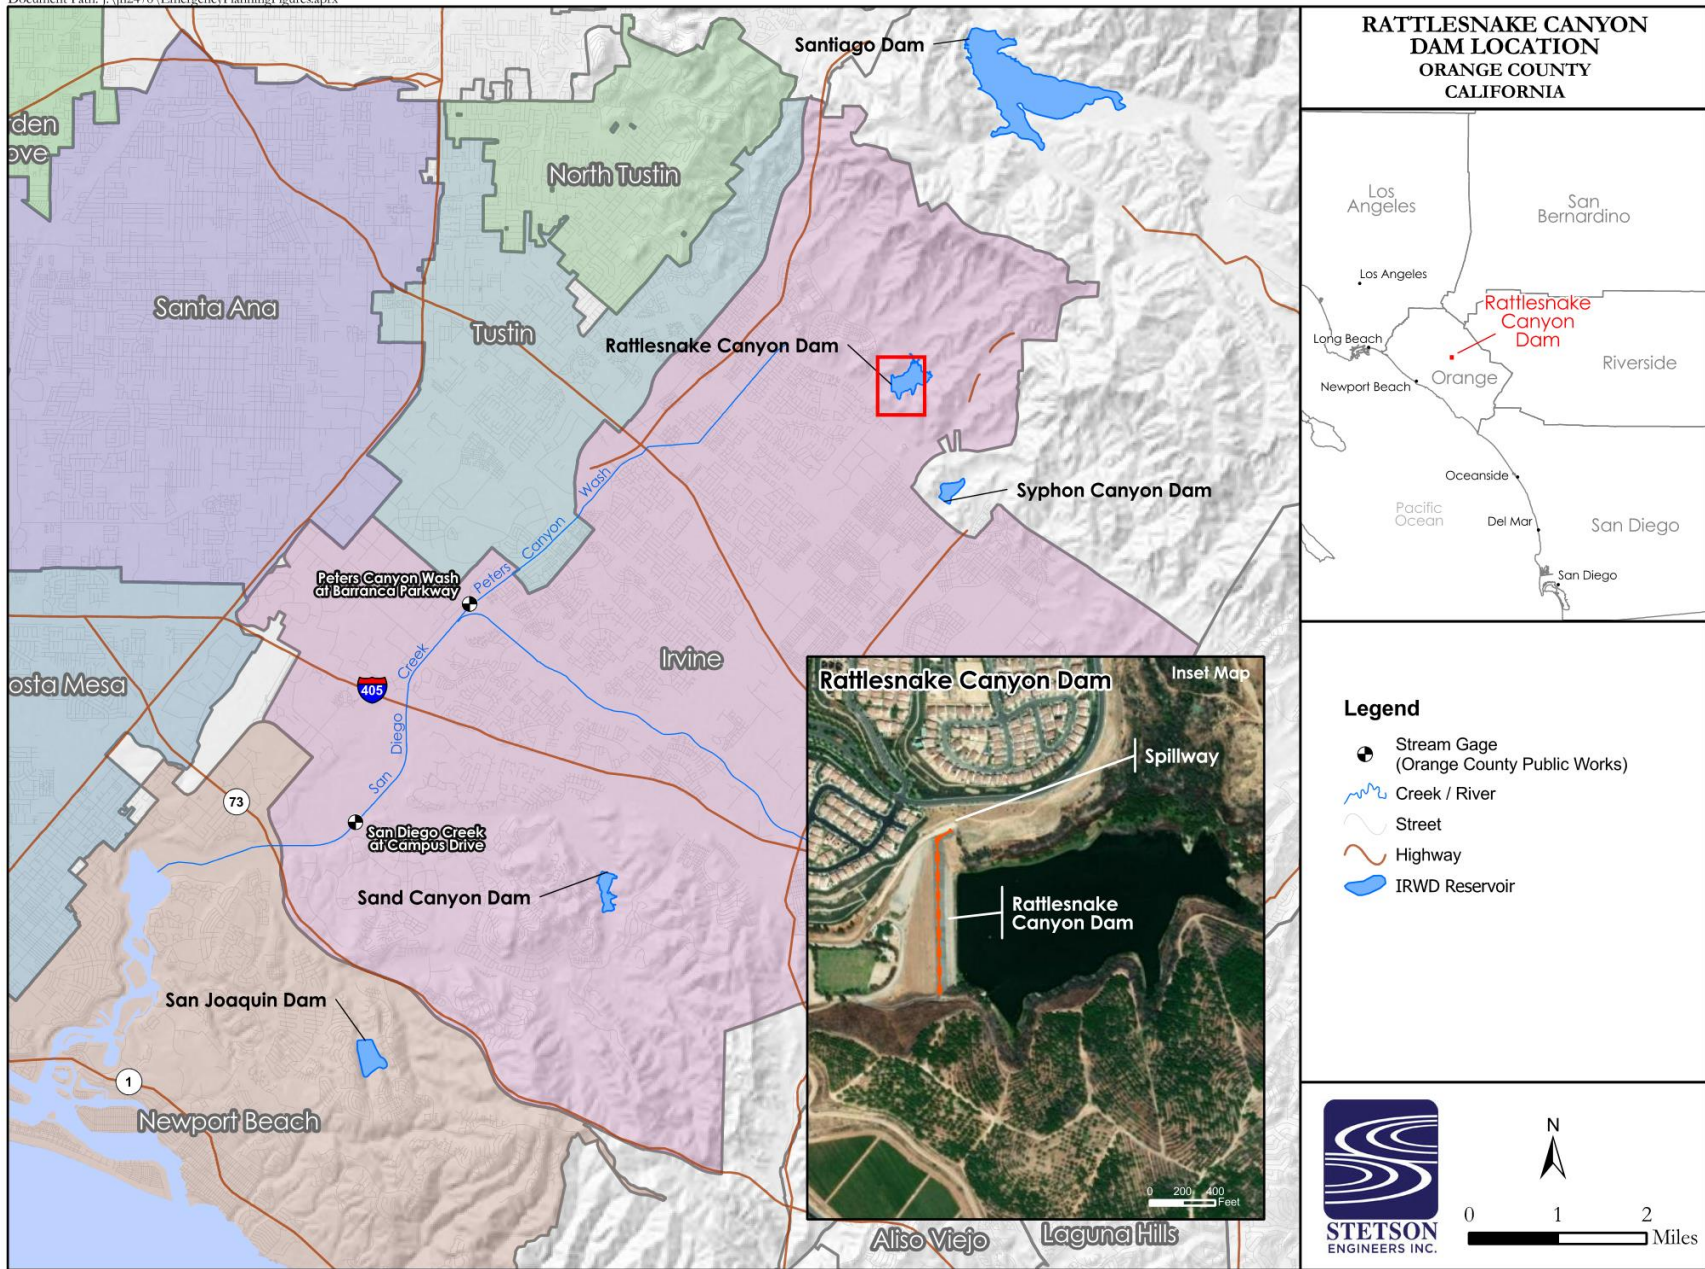 Document Path: J:\jn2470\EmergencyPlanningFigures.aprx
RATTLESNAKE CANYON
DAM LOCATION
ORANGE COUNTY
CALIFORNIA
Santiago Dam
den
ove
North Tustin
Santa Ana
Tustin
Rattlesnake Canyon Dam
Syphon Canyon Dam
Peters Canyon Wash
Peters Canyon Wash
at Barranca Parkway
Irvine
San Diego Creek
405
osta Mesa
73
San Diego Creek
at Campus Drive
Sand Canyon Dam
San Joaquin Dam
1
Newport Beach
Aliso Viejo
Laguna Hills
Rattlesnake Canyon Dam
Inset Map
Spillway
Rattlesnake
Canyon Dam
0 200 400
Feet
Los
Angeles
San
Bernardino
Los Angeles
Rattlesnake
Canyon
Dam
Long Beach
Riverside
Orange
Newport Beach
Oceanside
Pacific
Ocean
Del Mar
San Diego
San Diego
Legend
Stream Gage
(Orange County Public Works)
Creek / River
Street
Highway
IRWD Reservoir
STETSON
ENGINEERS INC.
N
0 1 2
Miles